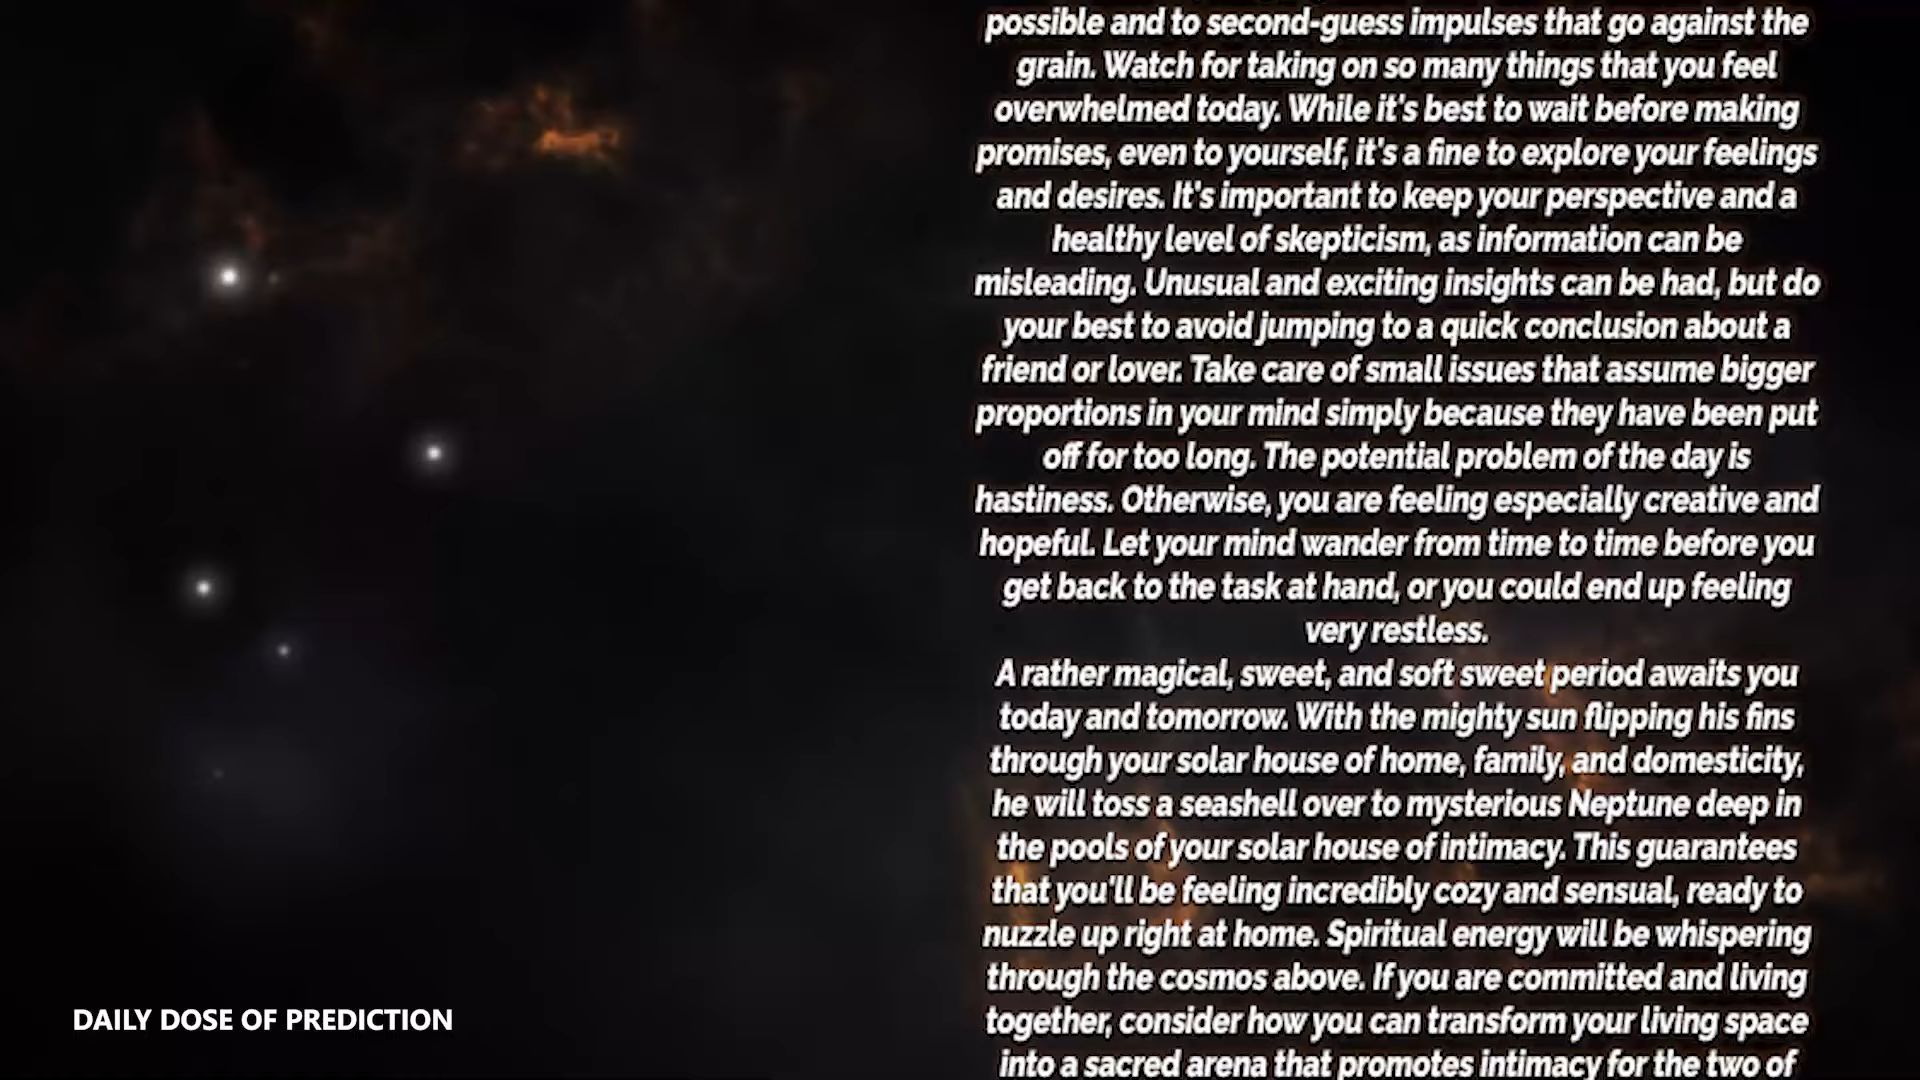 possible and to second-guess impulses that go against the
grain. Watch for taking on so many things that you feel
overwhelmed today. While it's best to wait before making
promises, even to yourself, it's a fine to explore your feelings
and desires. It's important to keep your perspective and a
healthy level of skepticism, as information can be
misleading. Unusual and exciting insights can be had, but do
your best to avoid jumping to a quick conclusion about a
friend or lover. Take care of small issues that assume bigger
proportions in your mind simply because they have been put
off for too long. The potential problem of the day is
hastiness. Otherwise, you are feeling especially creative and
hopeful. Let your mind wander from time to time before you
get back to the task at hand, or you could end up feeling
very restless.
A rather magical, sweet, and soft sweet period awaits you
today and tomorrow. With the mighty sun flipping his fins
through your solar house of home, family, and domesticity,
he will toss a seashell over to mysterious Neptune deep in
the pools of your solar house of intimacy. This guarantees
that you'll be feeling incredibly cozy and sensual, ready to
nuzzle up right at home. Spiritual energy will be whispering
through the cosmos above. If you are committed and living
together, consider how you can transform your living space
into a sacred arena that promotes intimacy for the two of
DAILY DOSE OF PREDICTION